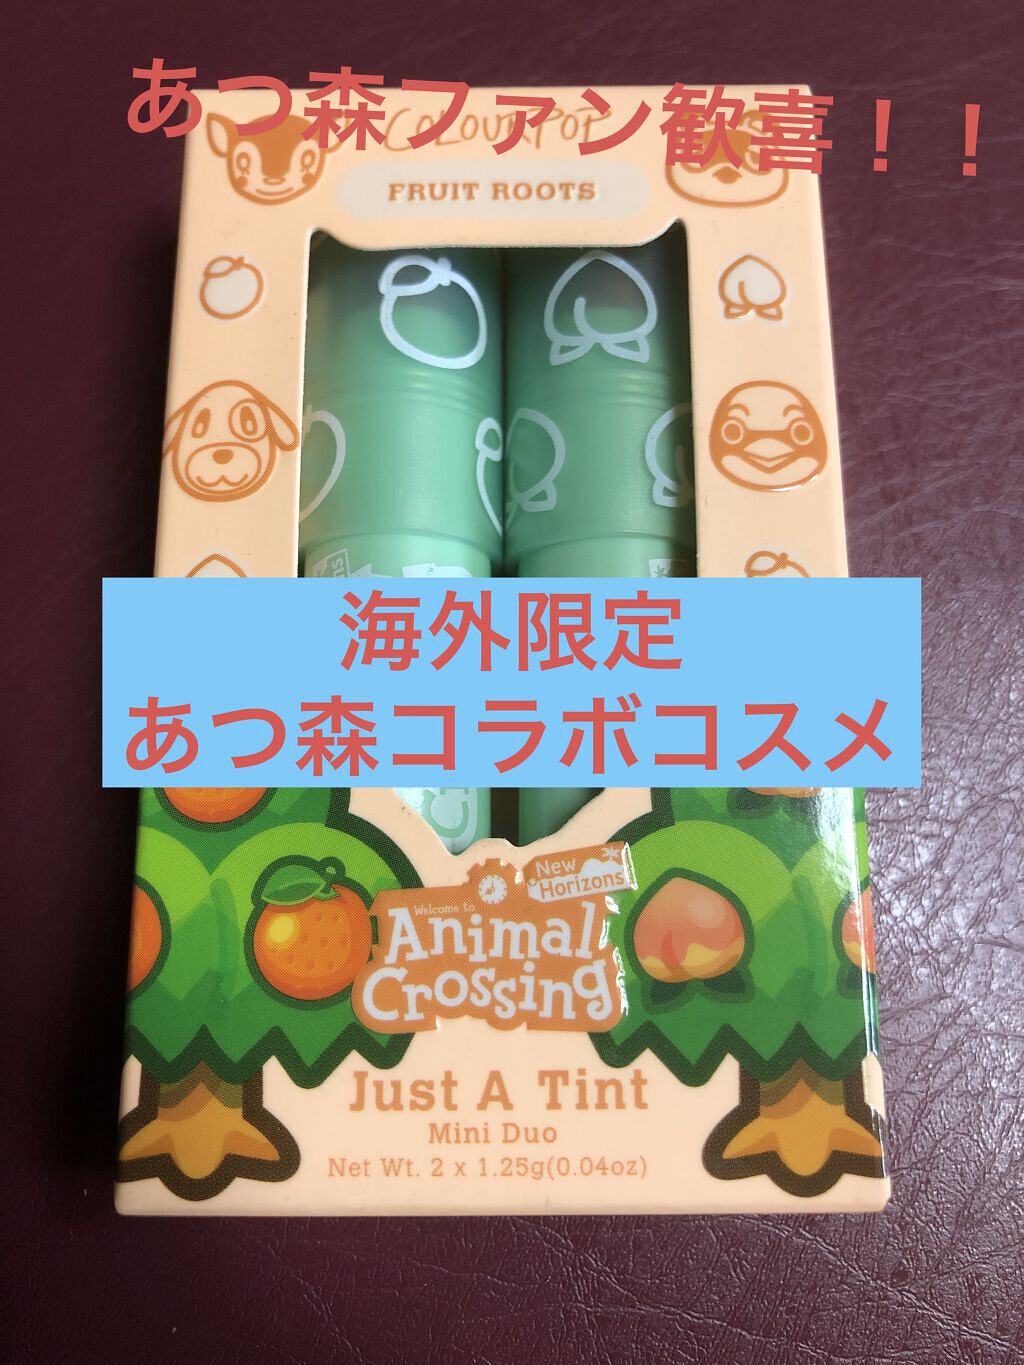 あつ森ファン歓喜！！
COLOURPOP
FRUIT ROOTS
海外限定
あつ森コラボコスメ
New
Horizons
Welcome to
Animal
Crossing
Just A Tint
Mini Duo
Net Wt. 2 x 1.25g(0.04oz)